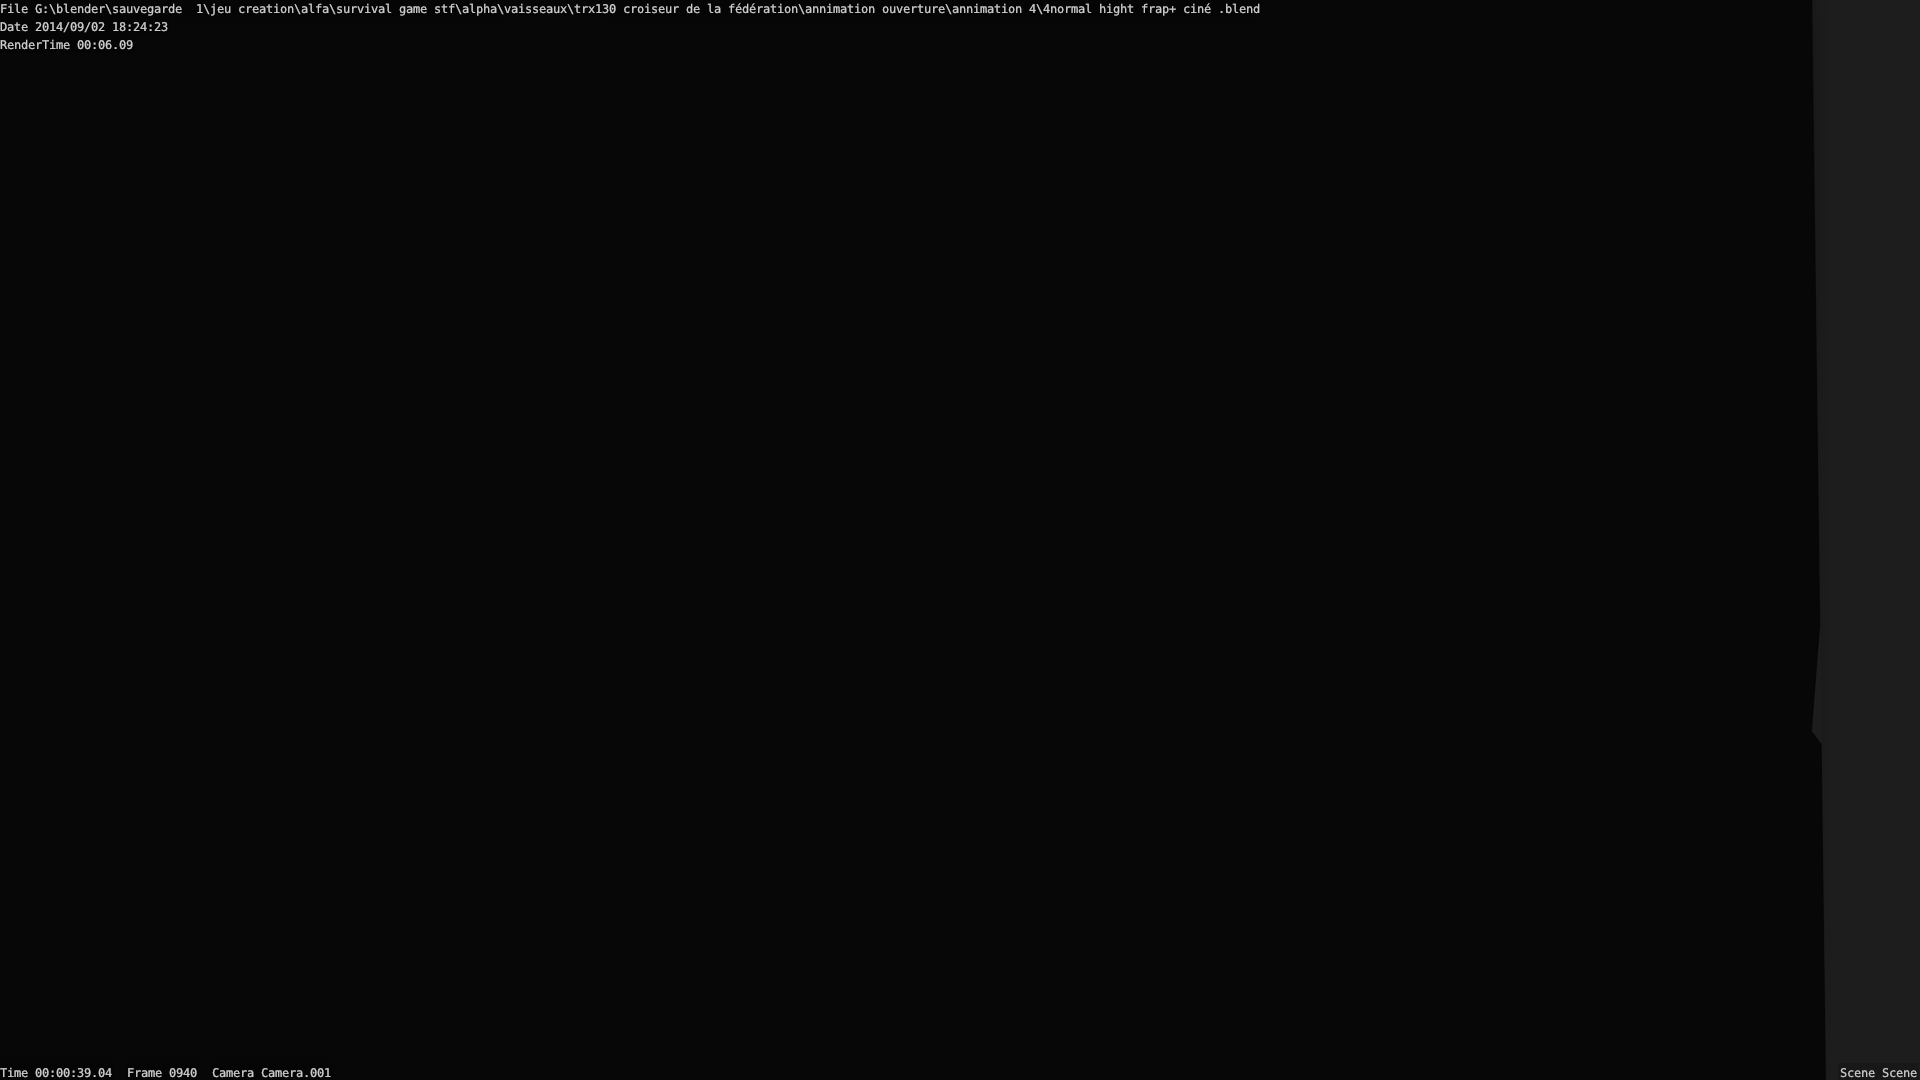 File G:\blender\sauvegarde  1\jeu creation\alfa\survival game stf\alpha\vaisseaux\trx130 croiseur de la fédération\annimation ouverture\annimation 4\4normal hight frap+ ciné .blend
Date 2014/09/02 18:24:23
RenderTime 00:06.09
Time 00:00:39.04  Frame 0940  Camera Camera.001
Scene Scene